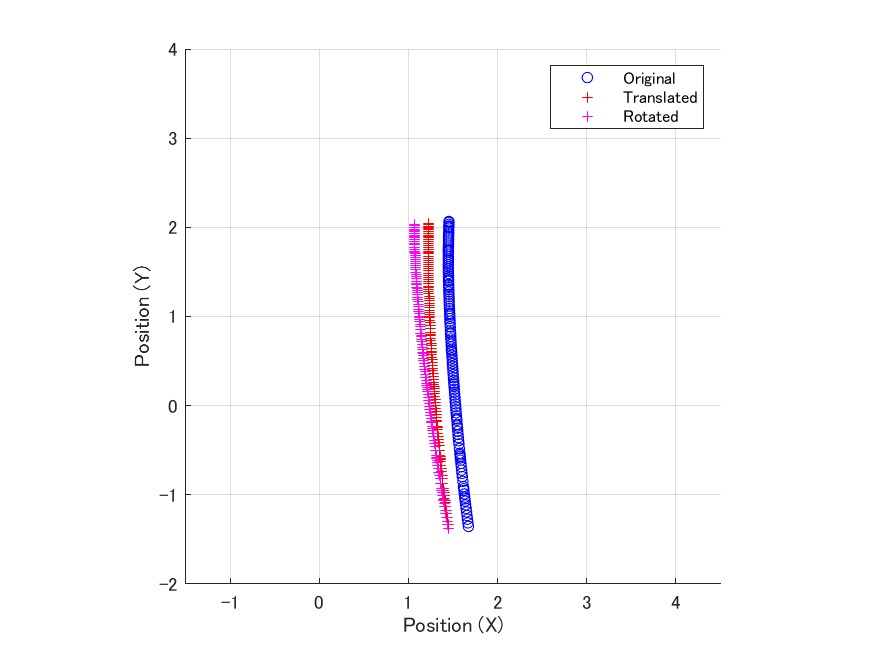 4
3
2
1
0
−1
−2
−1
0
1
2
3
4
Position (X)
Position (Y)
Original
Translated
Rotated